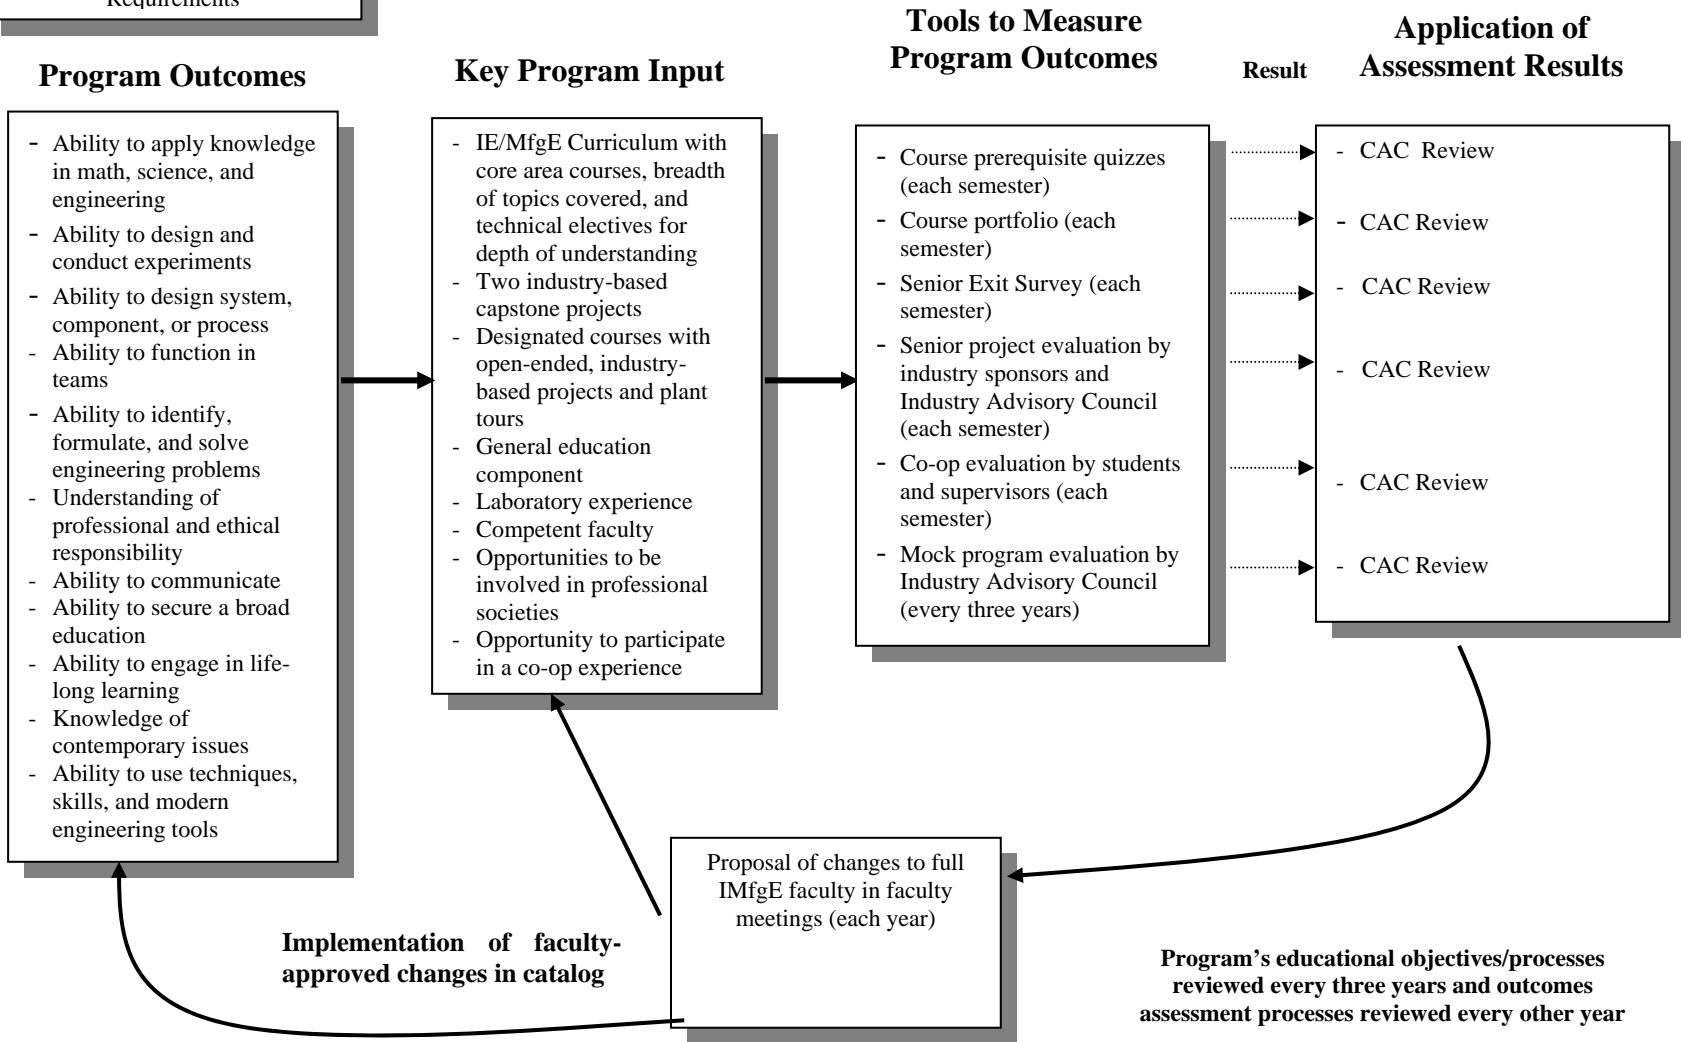 Requirements
Program Outcomes
- Ability to apply knowledge
in math, science, and
engineering
- Ability to design and
conduct experiments
- Ability to design system,
component, or process
- Ability to function in
teams
- Ability to identify,
formulate, and solve
engineering problems
- Understanding of
professional and ethical
responsibility
- Ability to communicate
- Ability to secure a broad
education
- Ability to engage in life-
long learning
- Knowledge of
contemporary issues
- Ability to use techniques,
skills, and modern
engineering tools
Key Program Input
- IE/MfgE Curriculum with
core area courses, breadth
of topics covered, and
technical electives for
depth of understanding
- Two industry-based
capstone projects
- Designated courses with
open-ended, industry-
based projects and plant
tours
- General education
component
- Laboratory experience
- Competent faculty
- Opportunities to be
involved in professional
societies
- Opportunity to participate
in a co-op experience
Tools to Measure
Program Outcomes
- Course prerequisite quizzes
(each semester)
- Course portfolio (each
semester)
- Senior Exit Survey (each
semester)
- Senior project evaluation by
industry sponsors and
Industry Advisory Council
(each semester)
- Co-op evaluation by students
and supervisors (each
semester)
- Mock program evaluation by
Industry Advisory Council
(every three years)
Result
Application of
Assessment Results
- CAC Review
- CAC Review
- CAC Review
- CAC Review
- CAC Review
- CAC Review
Proposal of changes to full
IMfgE faculty in faculty
meetings (each year)
Implementation of faculty-
approved changes in catalog
Program's educational objectives/processes
reviewed every three years and outcomes
assessment processes reviewed every other year